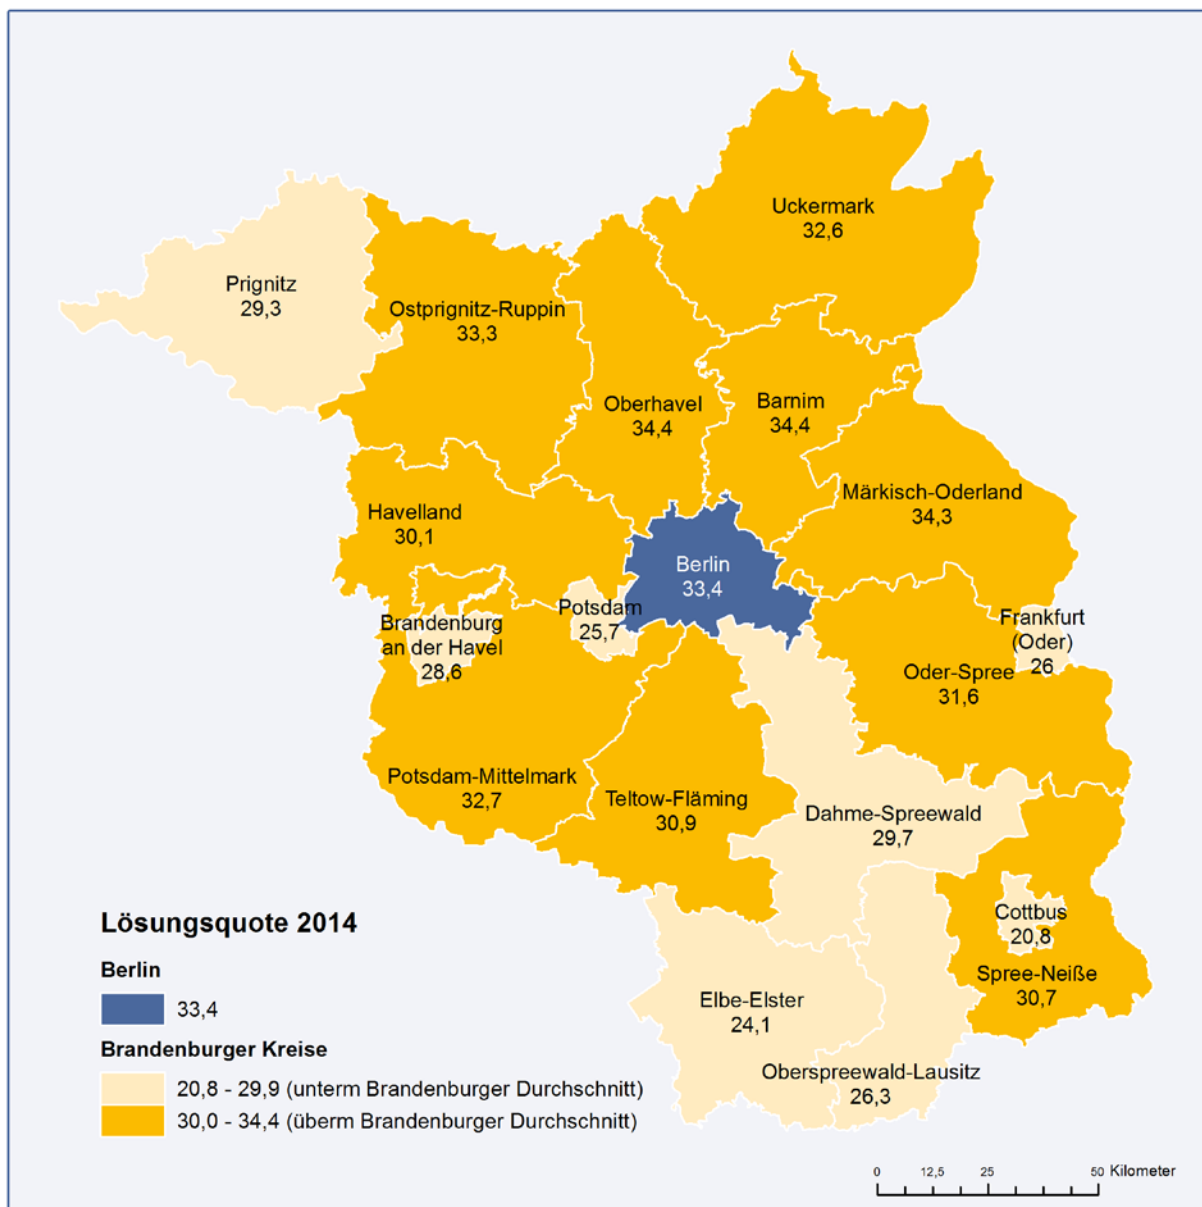 Uckermark
32,6
Prignitz
29,3
Ostprignitz-Ruppin
33,3
Oberhavel
34,4
Barnim
34,4
Märkisch-Oderland
34,3
Havelland
30,1
Berlin
33,4
Potsdam
25,7
Brandenburg
an der Havel
28,6
Frankfurt
(Oder)
26
Oder-Spree
31,6
Potsdam-Mittelmark
32,7
Teltow-Fläming
30,9
Dahme-Spreewald
29,7
Cottbus
20,8
Spree-Neiße
30,7
Elbe-Elster
24,1
Oberspreewald-Lausitz
26,3
Lösungsquote 2014
Berlin
33,4
Brandenburger Kreise
20,8 - 29,9 (unterm Brandenburger Durchschnitt)
30,0 - 34,4 (überm Brandenburger Durchschnitt)
0 12,5 25 50 Kilometer